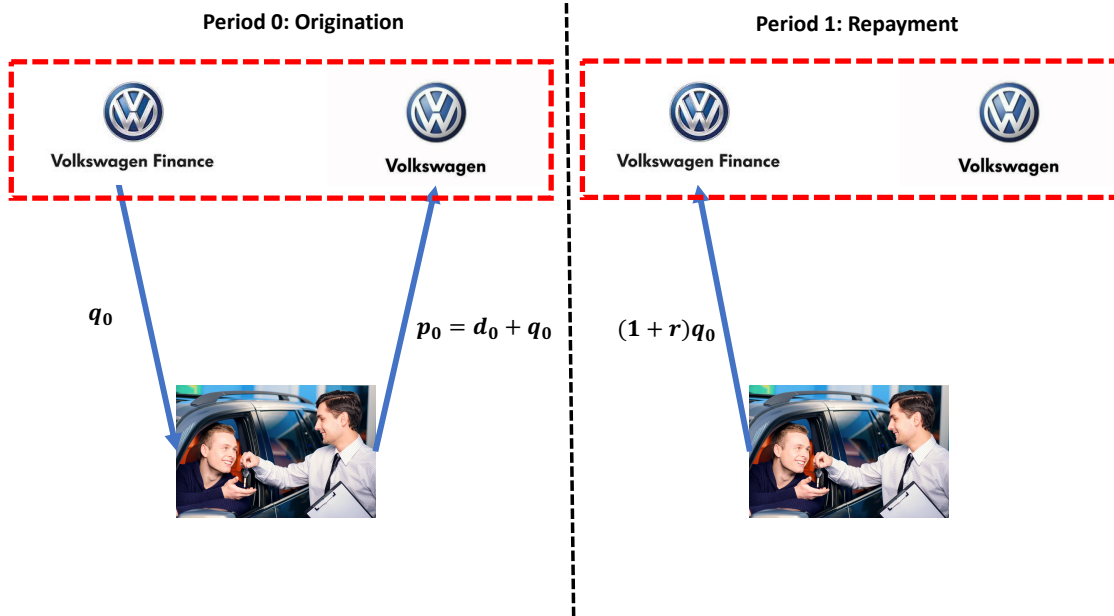 Period 0: Origination
Volkswagen Finance
Volkswagen
q₀
p₀ = d₀ + q₀
Period 1: Repayment
Volkswagen Finance
Volkswagen
(1 + r)q₀